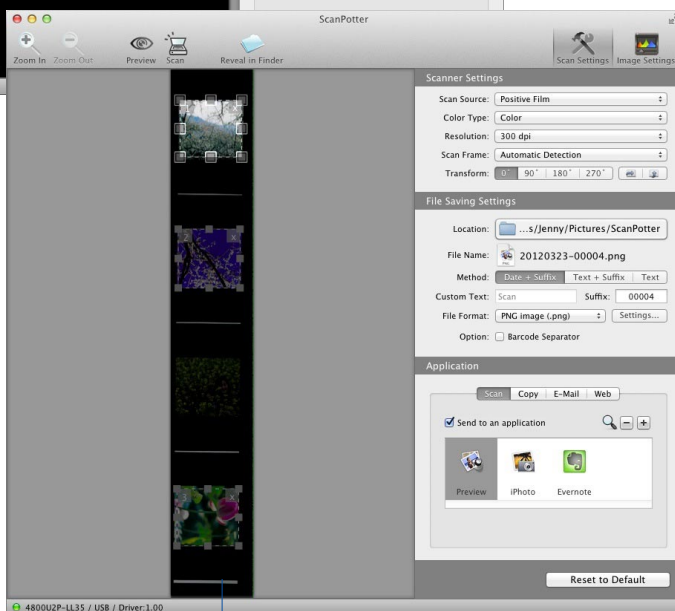 ScanPotter
Zoom In Zoom Out Preview Scan Reveal in Finder Scan Settings Image Settings
Scanner Settings
Scan Source: Positive Film
Color Type: Color
Resolution: 300 dpi
Scan Frame: Automatic Detection
Transform: 0° 90° 180° 270°
File Saving Settings
Location: ...s/Jenny/Pictures/ScanPotter
File Name: 20120323-00004.png
Method: Date + Suffix Text + Suffix Text
Custom Text: Scan Suffix: 00004
File Format: PNG image (.png) Settings...
Option: Barcode Separator
Application
Scan Copy E-Mail Web
Send to an application
Preview iPhoto Evernote
Reset to Default
4800U2P-LL35 / USB / Driver:1.00
1 x
2 x
3 x